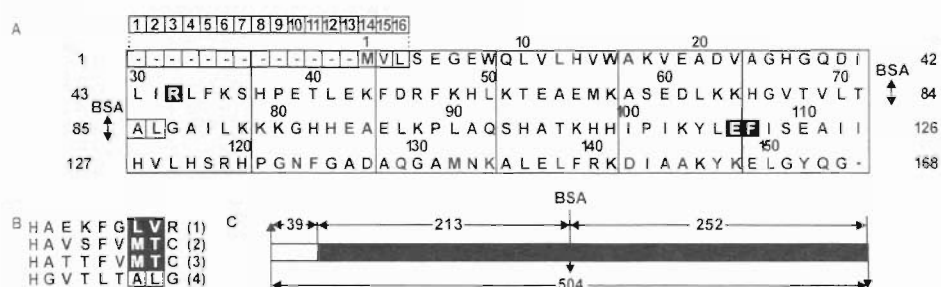 1 2 3 4 5 6 7 8 9 10 11 12 13 14 15 16
A 1 10 20
1 - - - - - - - - - - - - - M V L S E G E W Q L V L H V W A K V E A D V A G H G Q D I 42
30 40 50 60 70
43 L I R L F K S H P E T L E K F D R F K H L K T E A E M K A S E D L K K H G V T V L T 84
BSA 80 90 100 110 BSA
85 A L G A I L K K K G H H E A E L K P L A Q S H A T K H H I P I K Y L E F I S E A I I 126
120 130 140 150
127 H V L H S R H P G N F G A D A Q G A M N K A L E L F R K D I A A K Y K E L G Y Q G - 168
B H A E K F G L V R (1)
H A V S F V M T C (2)
H A T T F V M T C (3)
H G V T L T A L G (4)
C BSA
39 213 252
504